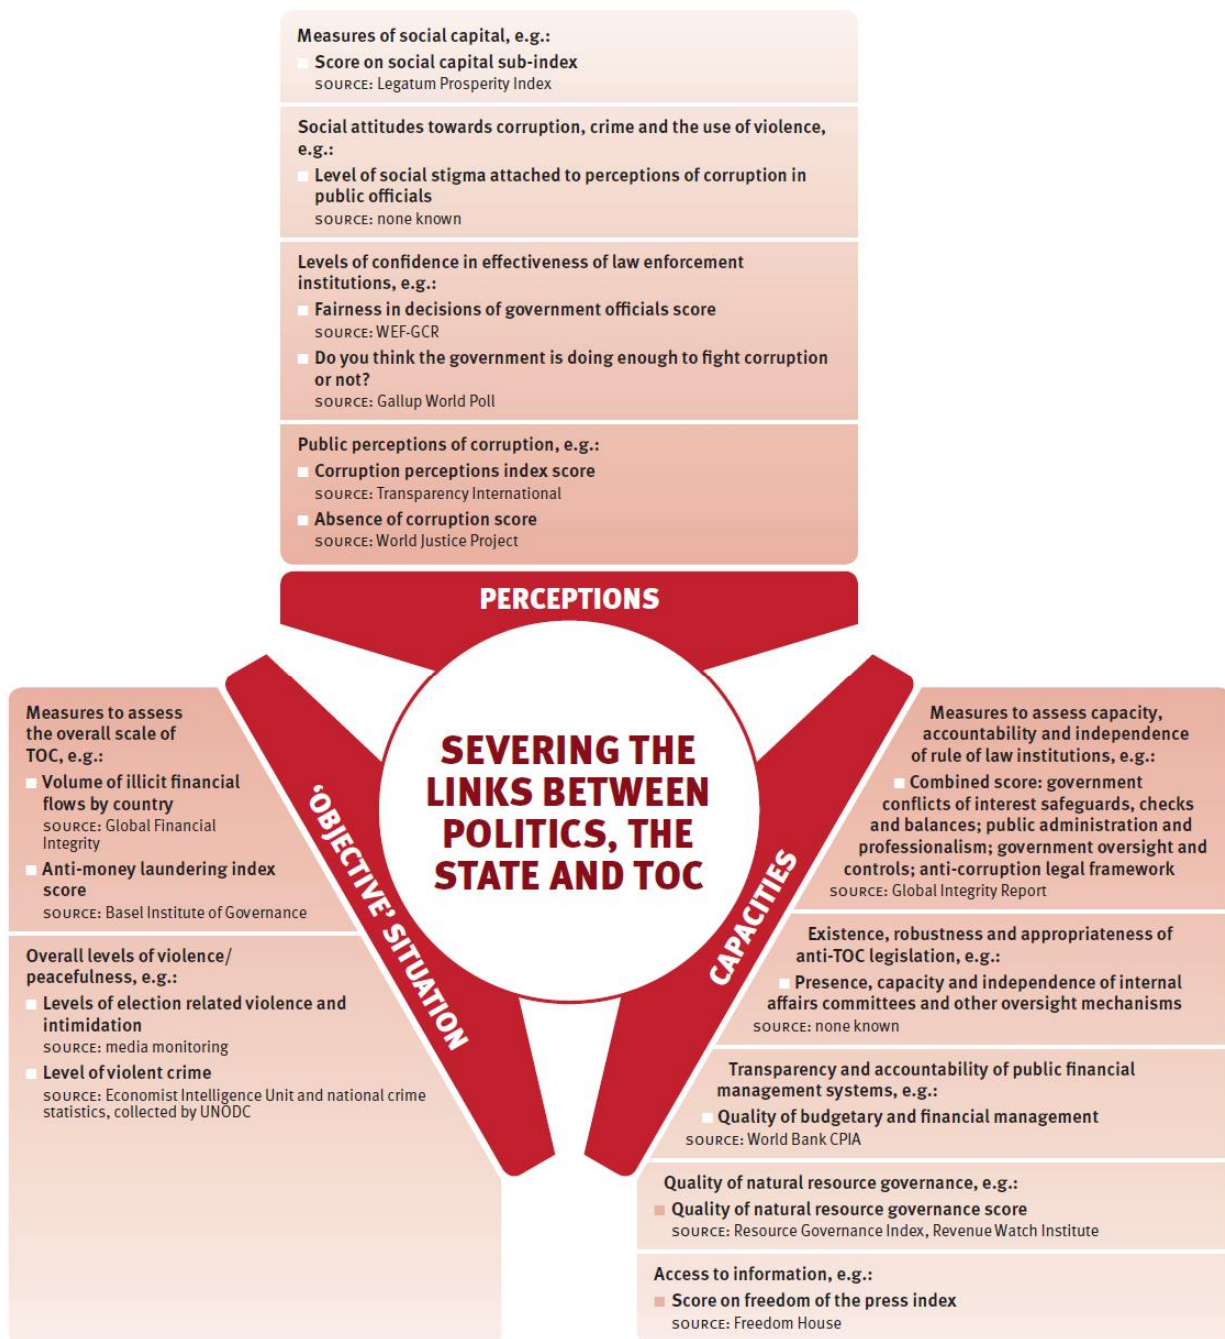 Measures of social capital, e.g.:
Score on social capital sub-index
SOURCE: Legatum Prosperity Index
Social attitudes towards corruption, crime and the use of violence,
e.g.:
Level of social stigma attached to perceptions of corruption in
public officials
SOURCE: none known
Levels of confidence in effectiveness of law enforcement
institutions, e.g.:
Fairness in decisions of government officials score
SOURCE: WEF-GCR
Do you think the government is doing enough to fight corruption
or not?
SOURCE: Gallup World Poll
Public perceptions of corruption, e.g.:
Corruption perceptions index score
SOURCE: Transparency International
Absence of corruption score
SOURCE: World Justice Project
PERCEPTIONS
SEVERING THE
LINKS BETWEEN
POLITICS, THE
STATE AND TOC
‘OBJECTIVE’ SITUATION
Measures to assess
the overall scale of
TOC, e.g.:
Volume of illicit financial
flows by country
SOURCE: Global Financial
Integrity
Anti-money laundering index
score
SOURCE: Basel Institute of Governance
Overall levels of violence/
peacefulness, e.g.:
Levels of election related violence and
intimidation
SOURCE: media monitoring
Level of violent crime
SOURCE: Economist Intelligence Unit and national crime
statistics, collected by UNODC
CAPACITIES
Measures to assess capacity,
accountability and independence
of rule of law institutions, e.g.:
Combined score: government
conflicts of interest safeguards, checks
and balances; public administration and
professionalism; government oversight and
controls; anti-corruption legal framework
SOURCE: Global Integrity Report
Existence, robustness and appropriateness of
anti-TOC legislation, e.g.:
Presence, capacity and independence of internal
affairs committees and other oversight mechanisms
SOURCE: none known
Transparency and accountability of public financial
management systems, e.g.:
Quality of budgetary and financial management
SOURCE: World Bank CPIA
Quality of natural resource governance, e.g.:
Quality of natural resource governance score
SOURCE: Resource Governance Index, Revenue Watch Institute
Access to information, e.g.:
Score on freedom of the press index
SOURCE: Freedom House